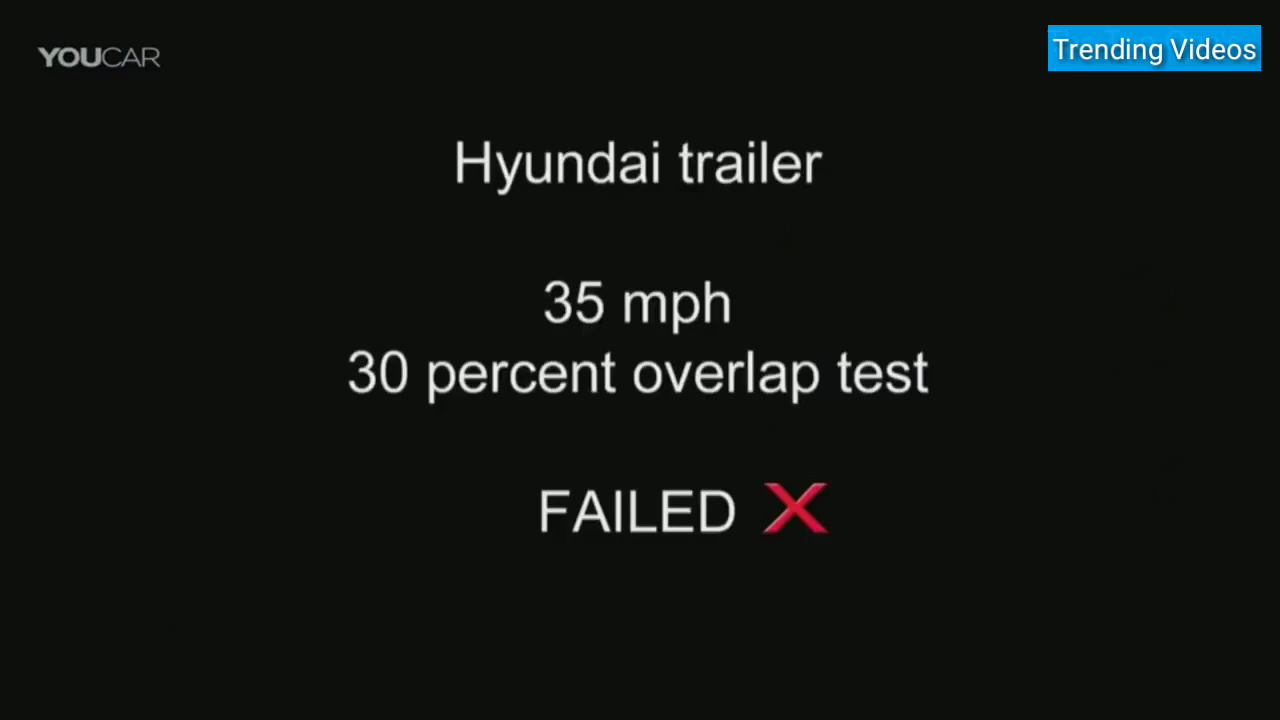 YOUCAR
Trending Videos
Hyundai trailer
35 mph
30 percent overlap test
FAILED